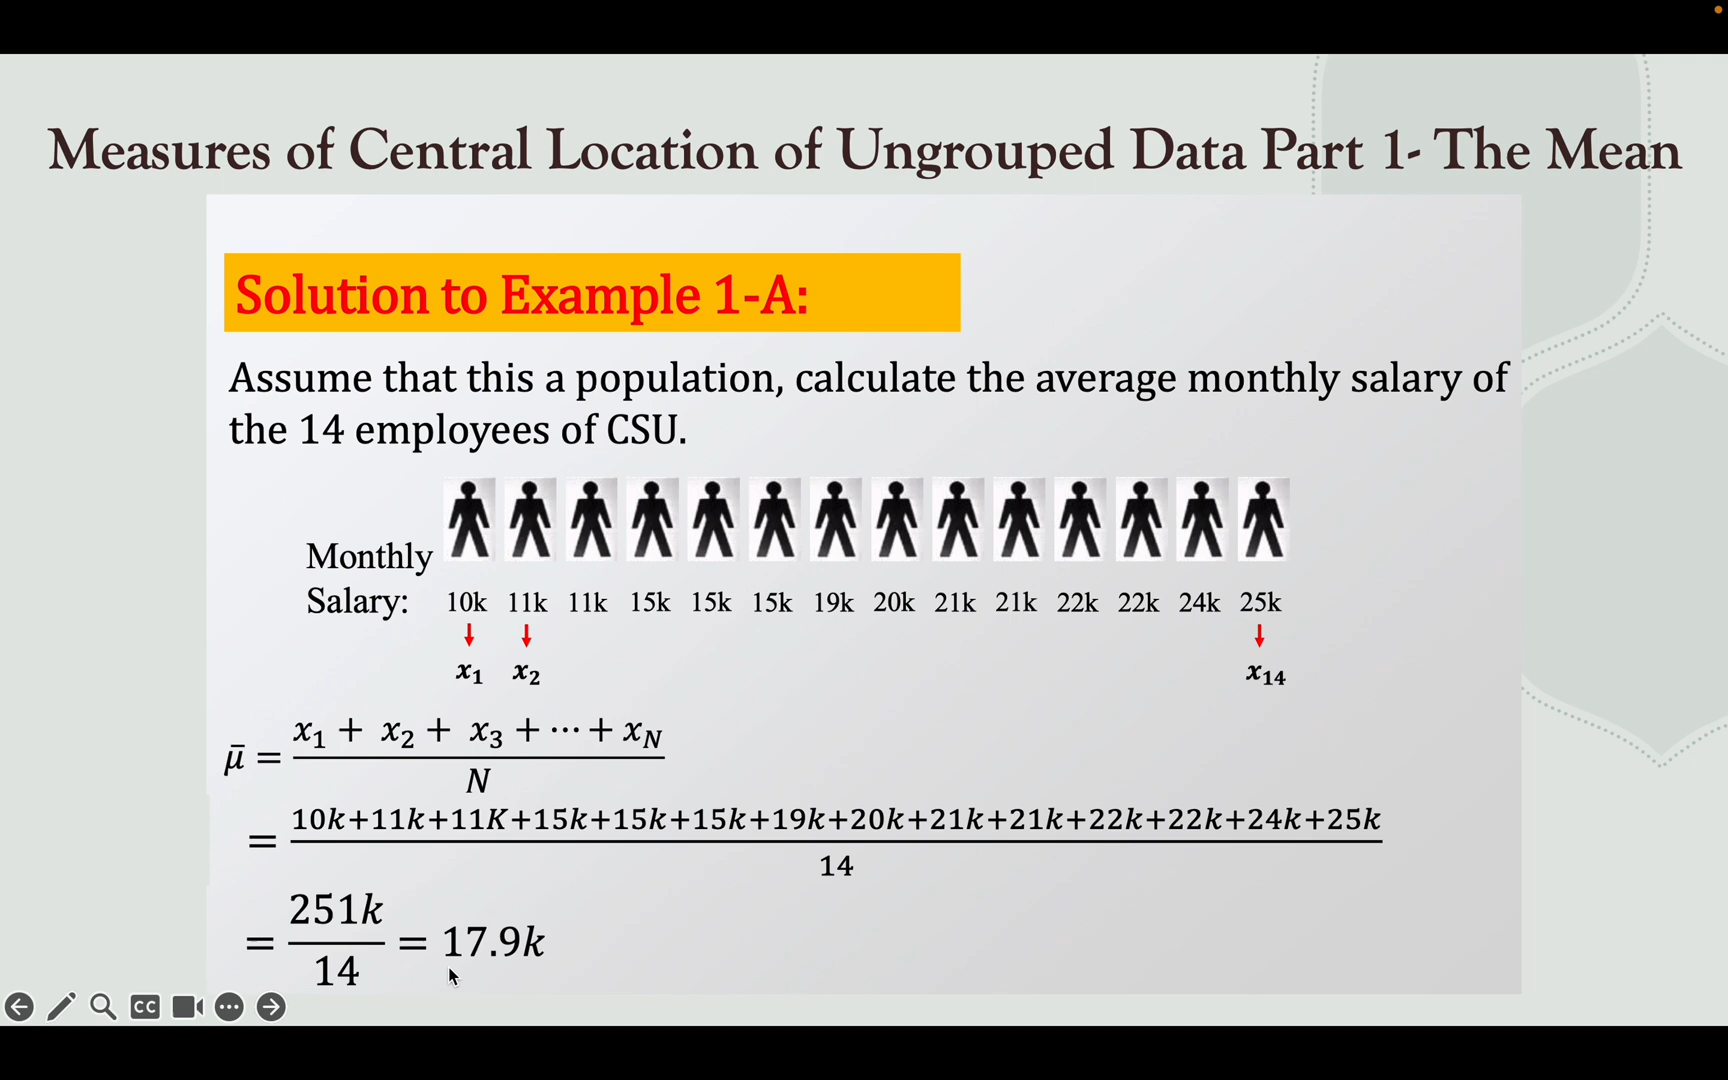 Measures of Central Location of Ungrouped Data Part 1- The Mean
Solution to Example 1-A:
Assume that this a population, calculate the average monthly salary of
the 14 employees of CSU.
Monthly
Salary: 10k 11k 11k 15k 15k 15k 19k 20k 21k 21k 22k 22k 24k 25k
x₁ x₂ x₁₄
μ̄ = (x₁ + x₂ + x₃ + ⋯ + x_N) / N
= (10k+11k+11K+15k+15k+15k+19k+20k+21k+21k+22k+22k+24k+25k) / 14
= 251k / 14 = 17.9k
CC